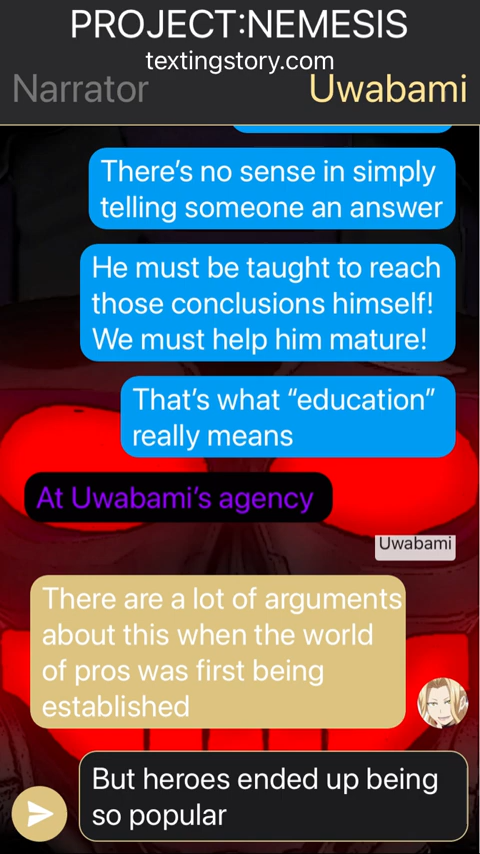 PROJECT:NEMESIS
textingstory.com
Narrator
Uwabami
There's no sense in simply
telling someone an answer
He must be taught to reach
those conclusions himself!
We must help him mature!
That's what “education”
really means
At Uwabami's agency
Uwabami
There are a lot of arguments
about this when the world
of pros was first being
established
But heroes ended up being
so popular